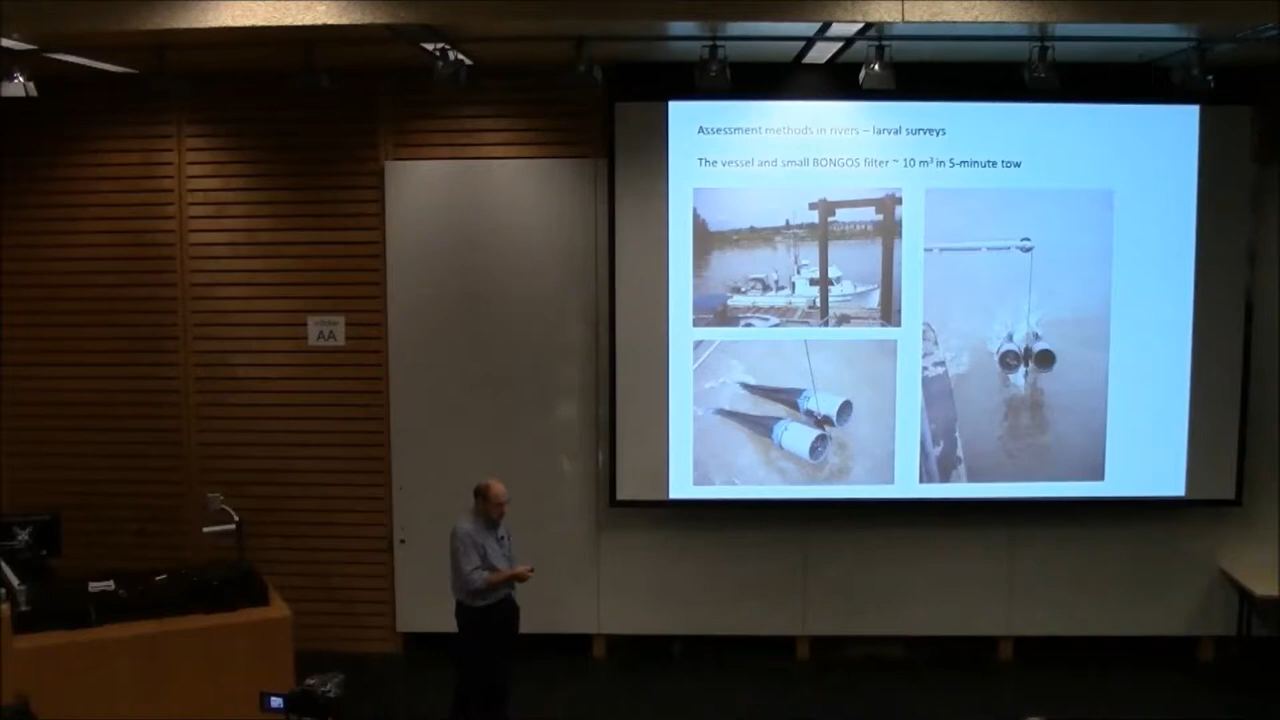 Assessment methods in rivers – larval surveys
The vessel and small BONGOS filter ~ 10 m³ in 5-minute tow
AA